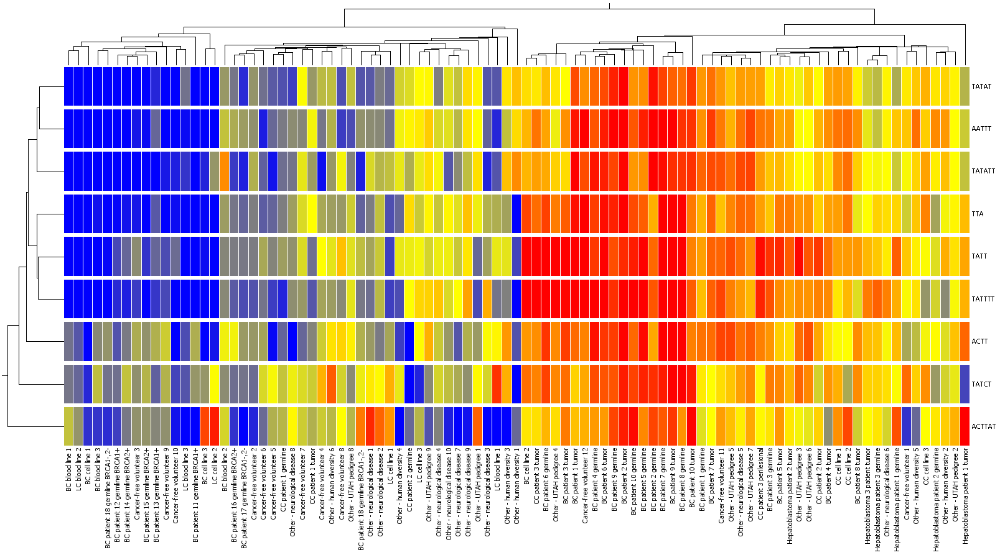 TATAT
AATTT
TATATT
TTA
TATT
TATTTT
ACTT
TATCT
ACTTAT
BC blood line 1
LC blood line 2
BC cell line 1
BC blood line 3
BC patient 18 germline BRCA1-,2-
BC patient 12 germline BRCA1+
BC patient 14 germline BRCA2+
Cancer-free volunteer 3
BC patient 15 germline BRCA2+
BC patient 13 germline BRCA1+
Cancer-free volunteer 9
Cancer-free volunteer 10
LC blood line 3
BC patient 11 germline BRCA1+
BC cell line 3
LC cell line 2
BC blood line 2
BC patient 16 germline BRCA2+
BC patient 17 germline BRCA1-,2-
Cancer-free volunteer 2
Cancer-free volunteer 6
Cancer-free volunteer 5
CC patient 1 germline
Other - neurological disease 8
Cancer-free volunteer 7
CC patient 1 tumor
Cancer-free volunteer 4
Other - human diversity 6
Cancer-free volunteer 8
Other - UTAH pedigree 8
BC patient 18 germline BRCA1-,2-
Other - neurological disease 1
Other - neurological disease 2
LC cell line 1
Other - human diversity 4
CC patient 2 germline
LC cell line 3
Other - UTAH pedigree 9
Other - neurological disease 4
Other - neurological disease 10
Other - neurological disease 7
Other - neurological disease 9
Other - UTAH pedigree 1
Other - neurological disease 3
LC blood line 1
Other - human diversity 3
Other - human diversity 1
BC cell line 2
CC patient 3 tumor
BC patient 6 germline
Other - UTAH pedigree 4
BC patient 3 tumor
BC patient 1 tumor
Cancer-free volunteer 12
BC patient 4 germline
BC patient 6 tumor
BC patient 9 germline
BC patient 2 tumor
BC patient 10 germline
BC patient 5 germline
BC patient 2 germline
BC patient 7 germline
BC patient 9 tumor
BC patient 8 germline
BC patient 10 tumor
BC patient 1 germline
BC patient 7 tumor
Cancer-free volunteer 11
Other - UTAH pedigree 5
Other - neurological disease 5
Other - UTAH pedigree 7
CC patient 3 perilesional
BC patient 3 germline
BC patient 5 tumor
Hepatoblastoma patient 2 tumor
Other - UTAH pedigree 3
Other - UTAH pedigree 6
CC patient 2 tumor
BC patient 4 tumor
CC cell line 1
CC cell line 2
BC patient 8 tumor
Hepatoblastoma 3 patient tumor
Hepatoblastoma patient 3 germline
Other - neurological disease 6
Hepatoblastoma patient 1 germline
Cancer-free volunteer 1
Other - human diversity 5
CC cell line 3
Hepatoblastoma patient 2 germline
Other - human diversity 2
Other - UTAH pedigree 2
Hepatoblastoma patient 1 tumor